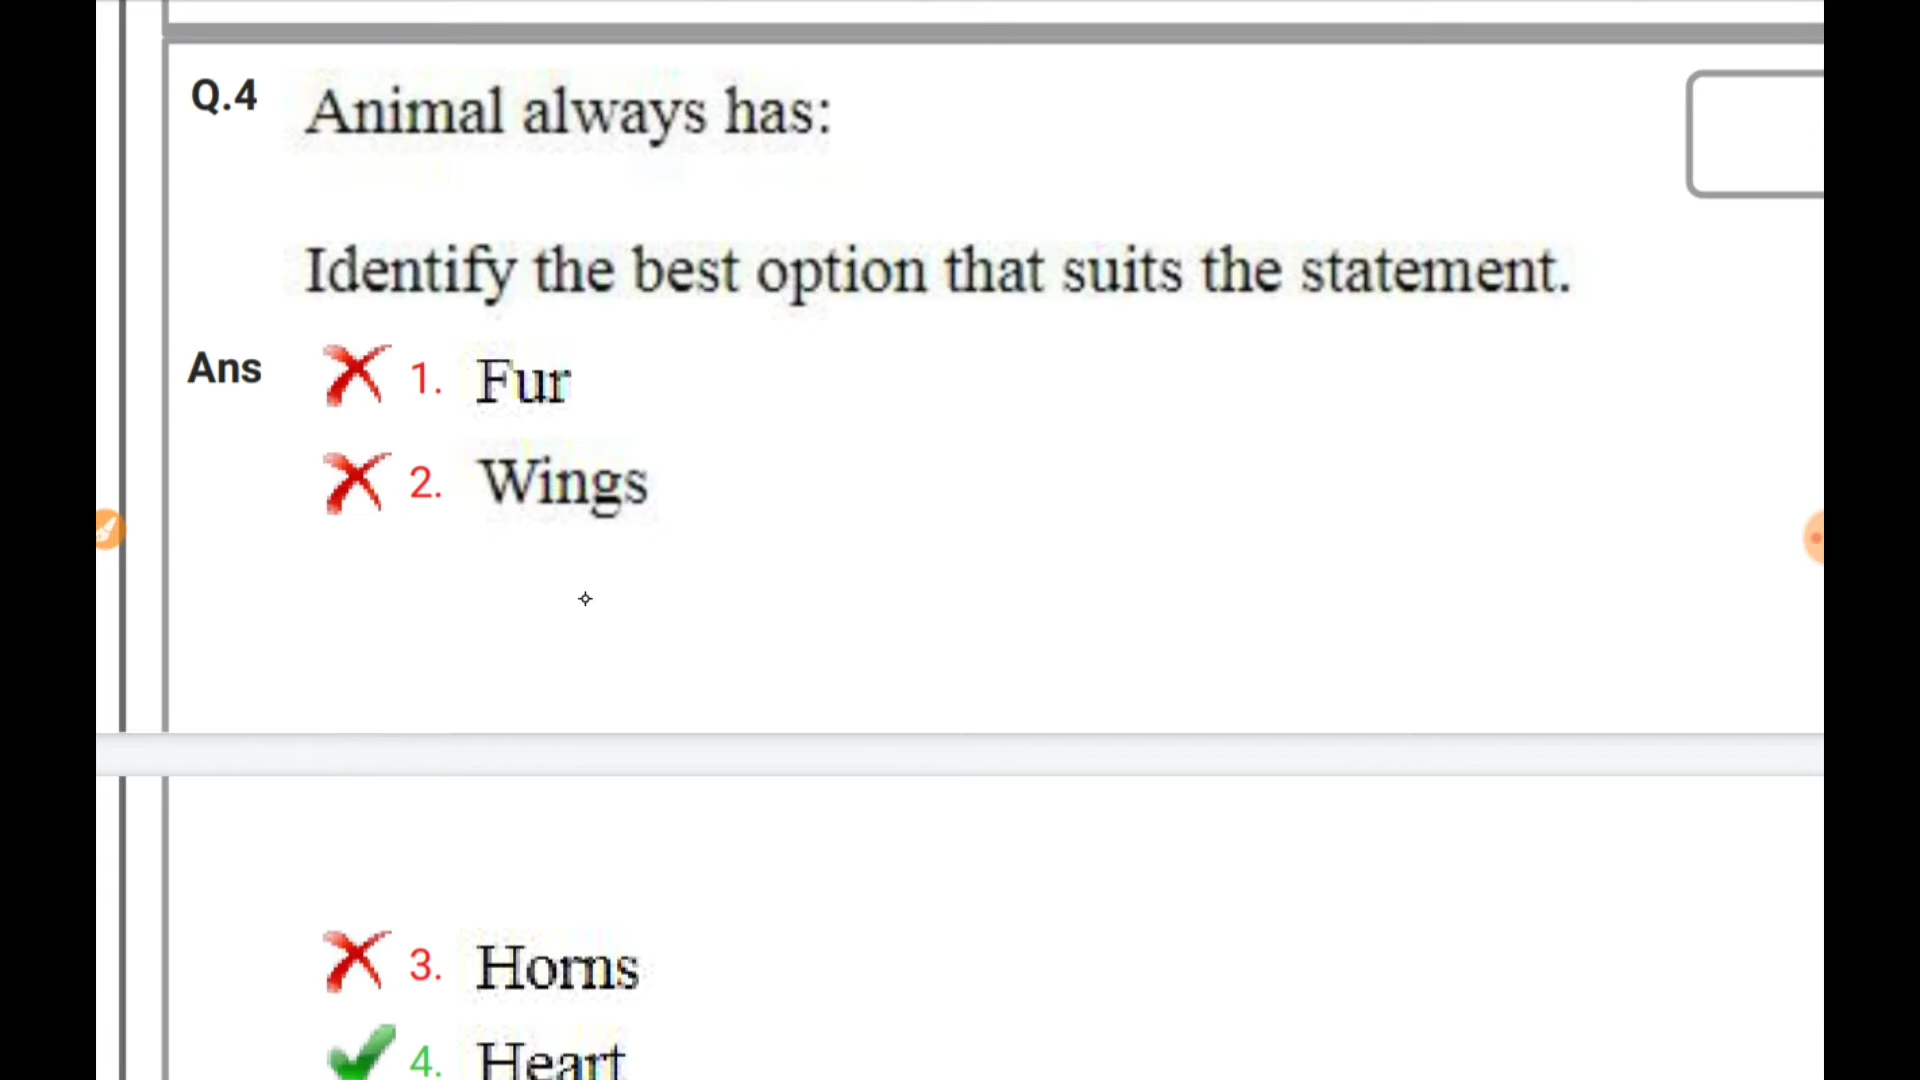 Q.4 Animal always has:
Identify the best option that suits the statement.
Ans 1. Fur
2. Wings
3. Horns
4. Heart